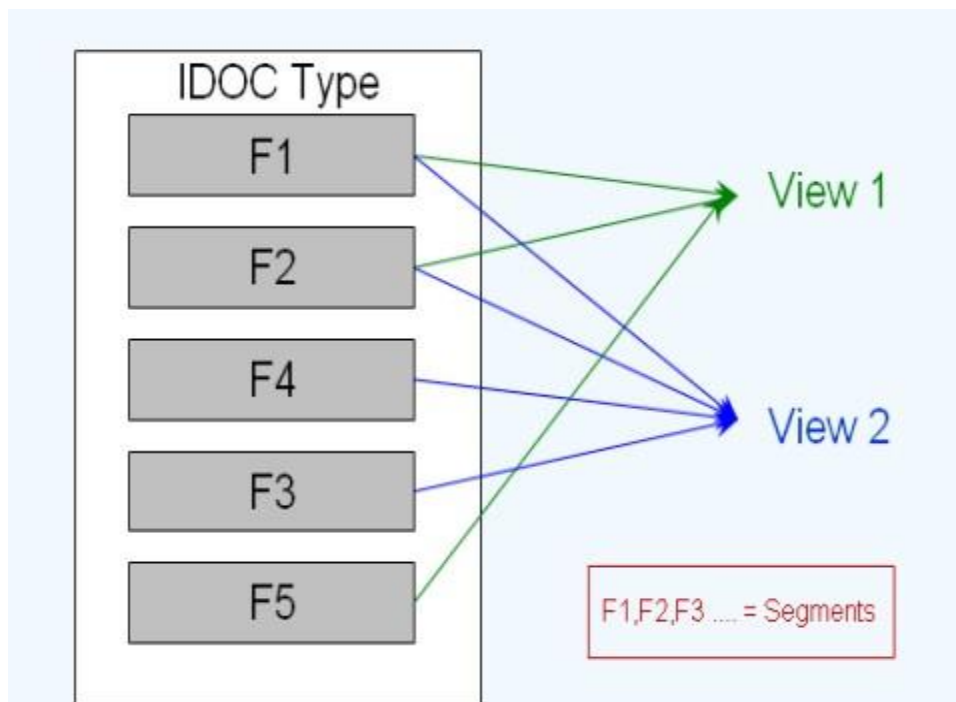 IDOC Type
F1
F2
F4
F3
F5
View 1
View 2
F1,F2,F3 .... = Segments